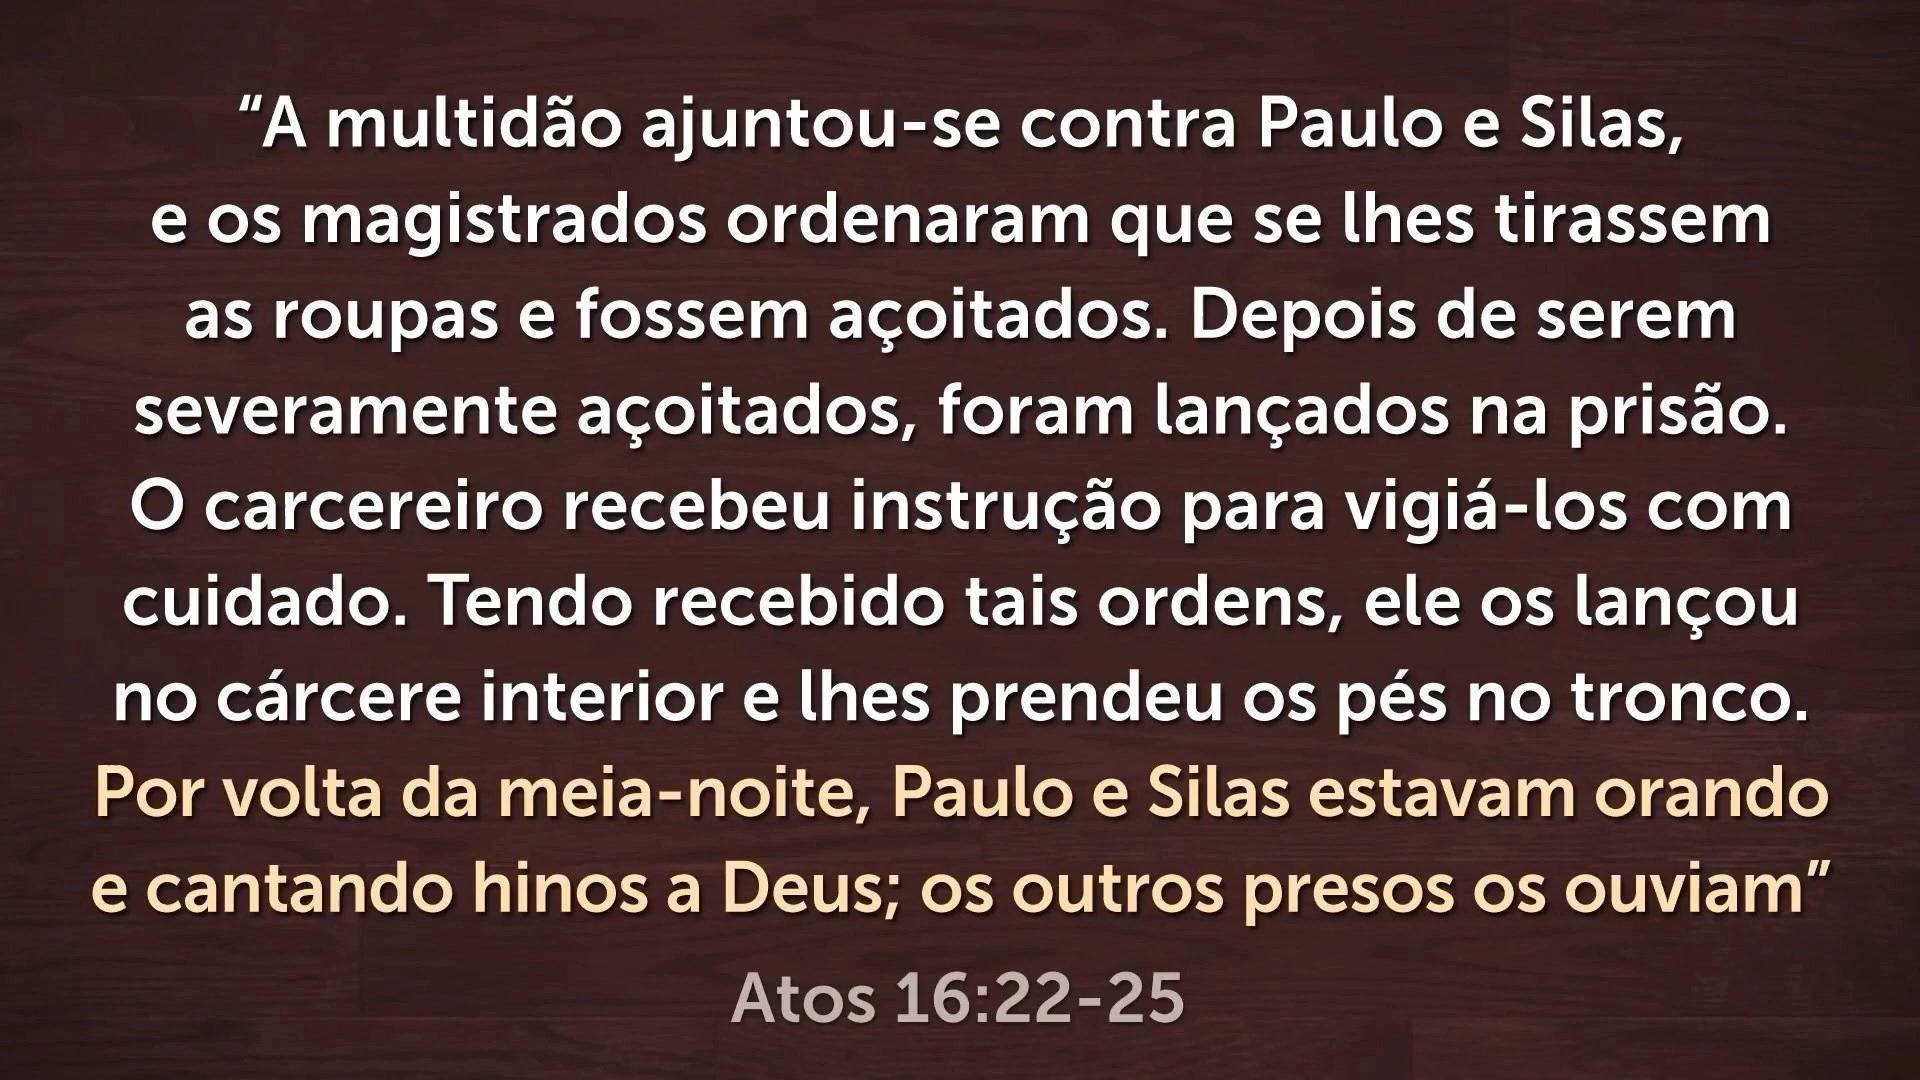 “A multidão ajuntou-se contra Paulo e Silas,
e os magistrados ordenaram que se lhes tirassem
as roupas e fossem açoitados. Depois de serem
severamente açoitados, foram lançados na prisão.
O carcereiro recebeu instrução para vigiá-los com
cuidado. Tendo recebido tais ordens, ele os lançou
no cárcere interior e lhes prendeu os pés no tronco.
Por volta da meia-noite, Paulo e Silas estavam orando
e cantando hinos a Deus; os outros presos os ouviam”
Atos 16:22-25